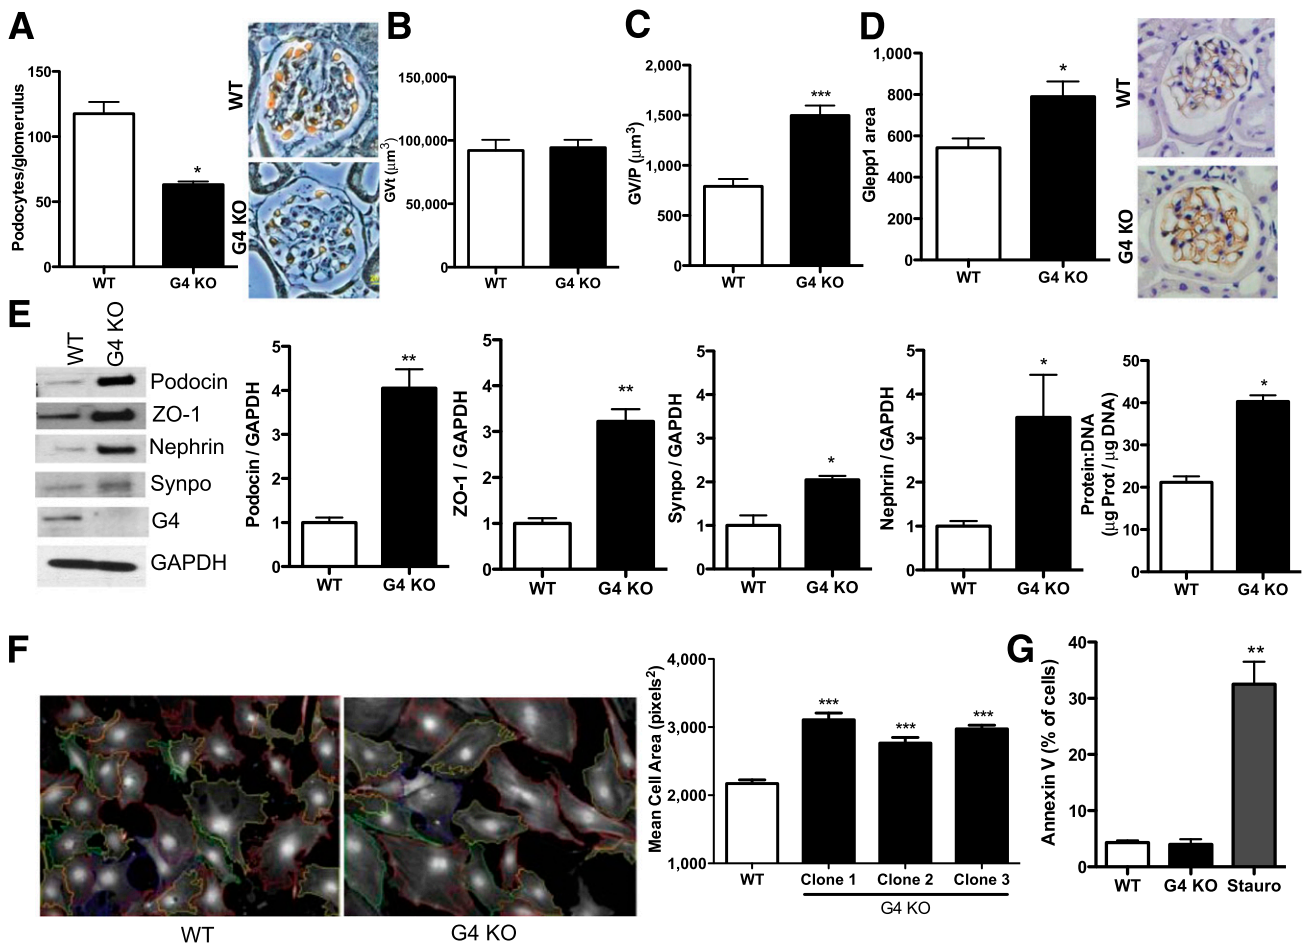 A
Podocytes/glomerulus
150
100
50
0
*
WT
G4 KO
WT
G4 KO
B
GVt (μm³)
150,000
100,000
50,000
0
WT
G4 KO
C
GV/P (μm³)
2,000
1,500
1,000
500
0
***
WT
G4 KO
D
Glepp1 area
1,000
800
600
400
200
0
*
WT
G4 KO
WT
G4 KO
E
WT
G4 KO
Podocin
ZO-1
Nephrin
Synpo
G4
GAPDH
Podocin / GAPDH
5
4
3
2
1
0
**
WT
G4 KO
ZO-1 / GAPDH
5
4
3
2
1
0
**
WT
G4 KO
Synpo / GAPDH
5
4
3
2
1
0
*
WT
G4 KO
Nephrin / GAPDH
5
4
3
2
1
0
*
WT
G4 KO
Protein:DNA
(μg Prot / μg DNA)
50
40
30
20
10
0
*
WT
G4 KO
F
WT
G4 KO
Mean Cell Area (pixels²)
4,000
3,000
2,000
1,000
***
***
***
WT
Clone 1
Clone 2
Clone 3
G4 KO
G
Annexin V (% of cells)
40
30
20
10
0
**
WT
G4 KO
Stauro